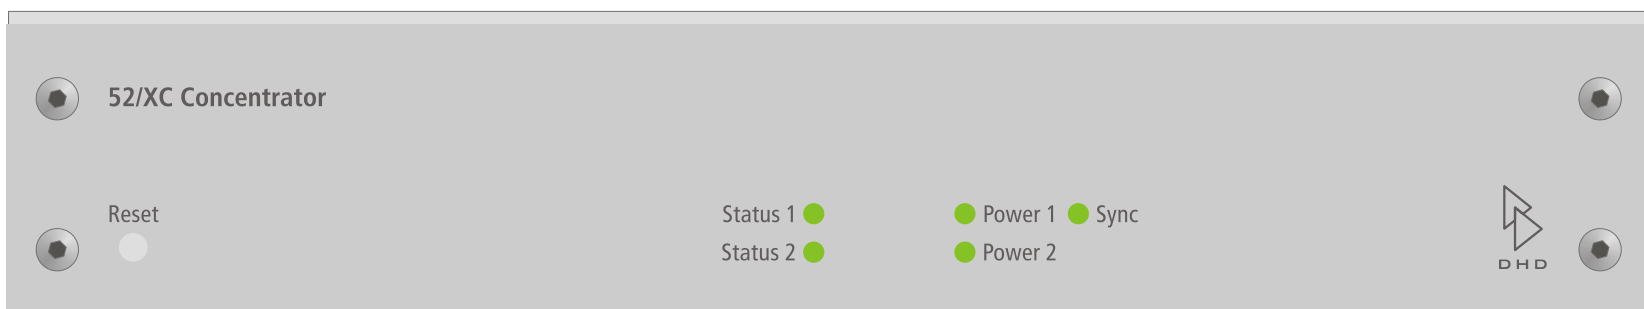 52/XC Concentrator
Reset
Status 1
Power 1
Sync
Status 2
Power 2
DHD